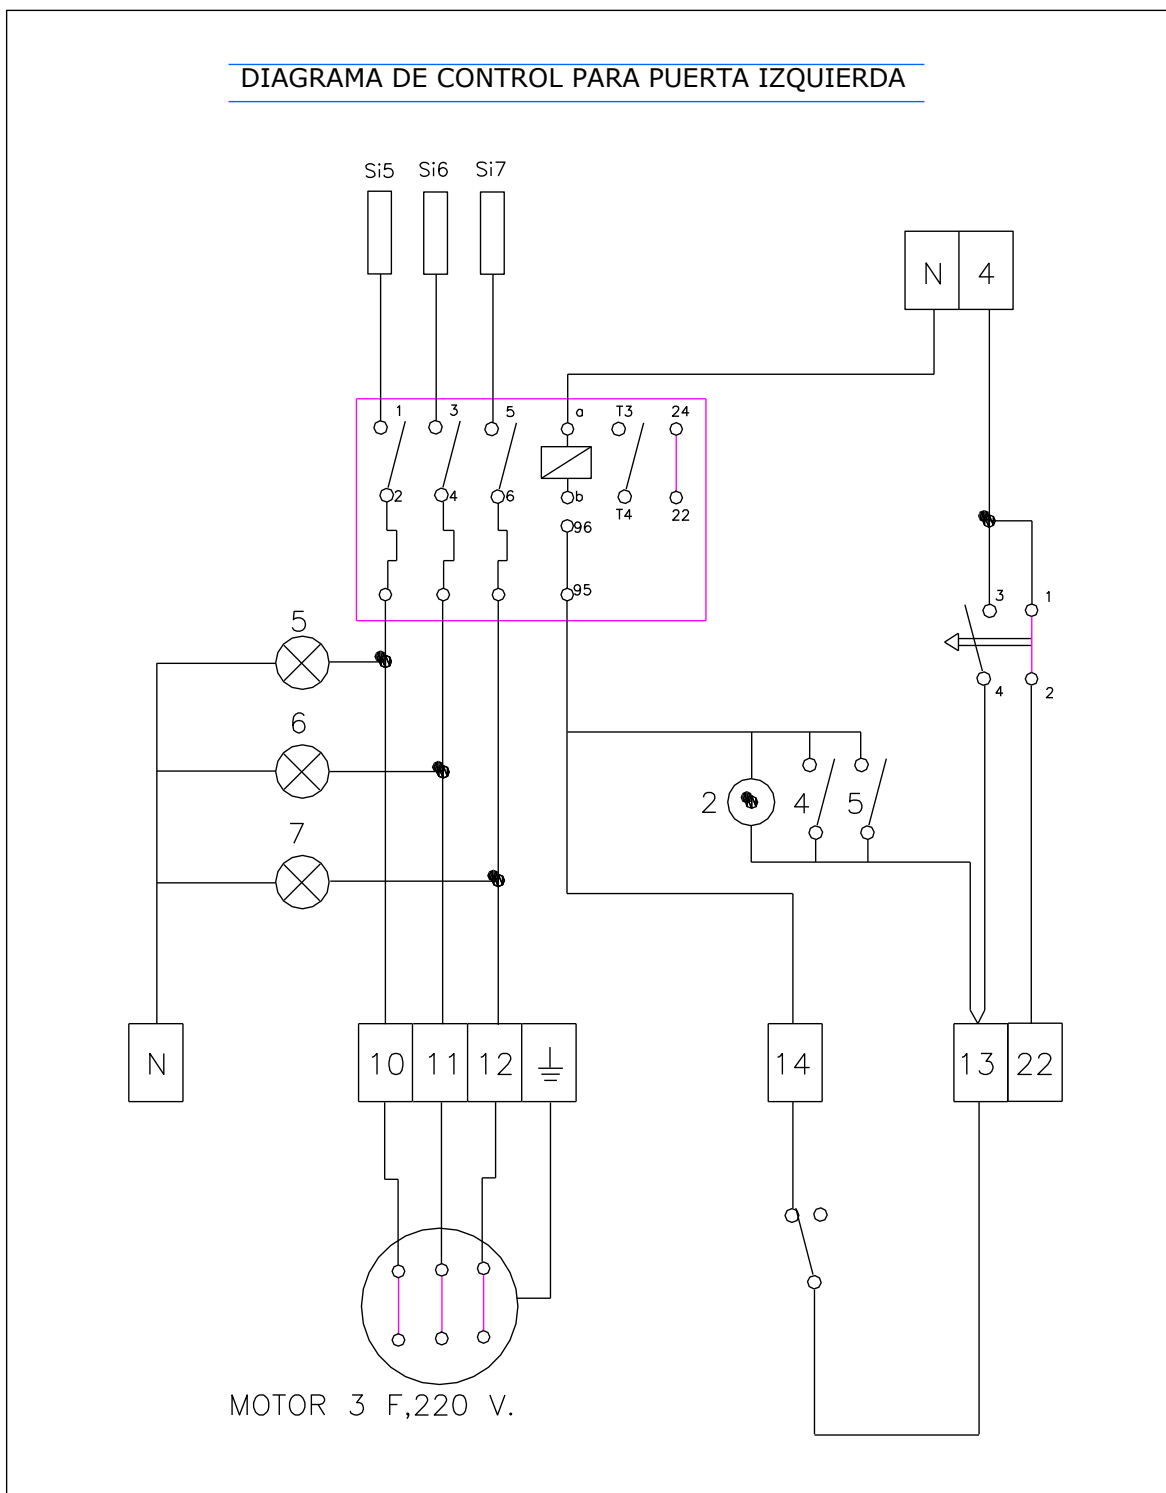 DIAGRAMA DE CONTROL PARA PUERTA IZQUIERDA
Si5 Si6 Si7
N 4
1 3 5 a T3 24
2 4 6 b T4 22
96
95
3 1
4 2
5
6
7
2 4 5
N 10 11 12 14 13 22
MOTOR 3 F,220 V.